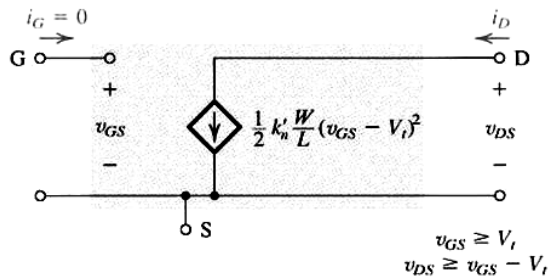 i_G = 0
i_D
G
D
+
+
v_GS
1/2 k'_n W/L (v_GS − V_t)²
v_DS
−
−
S
v_GS ≥ V_t
v_DS ≥ v_GS − V_t